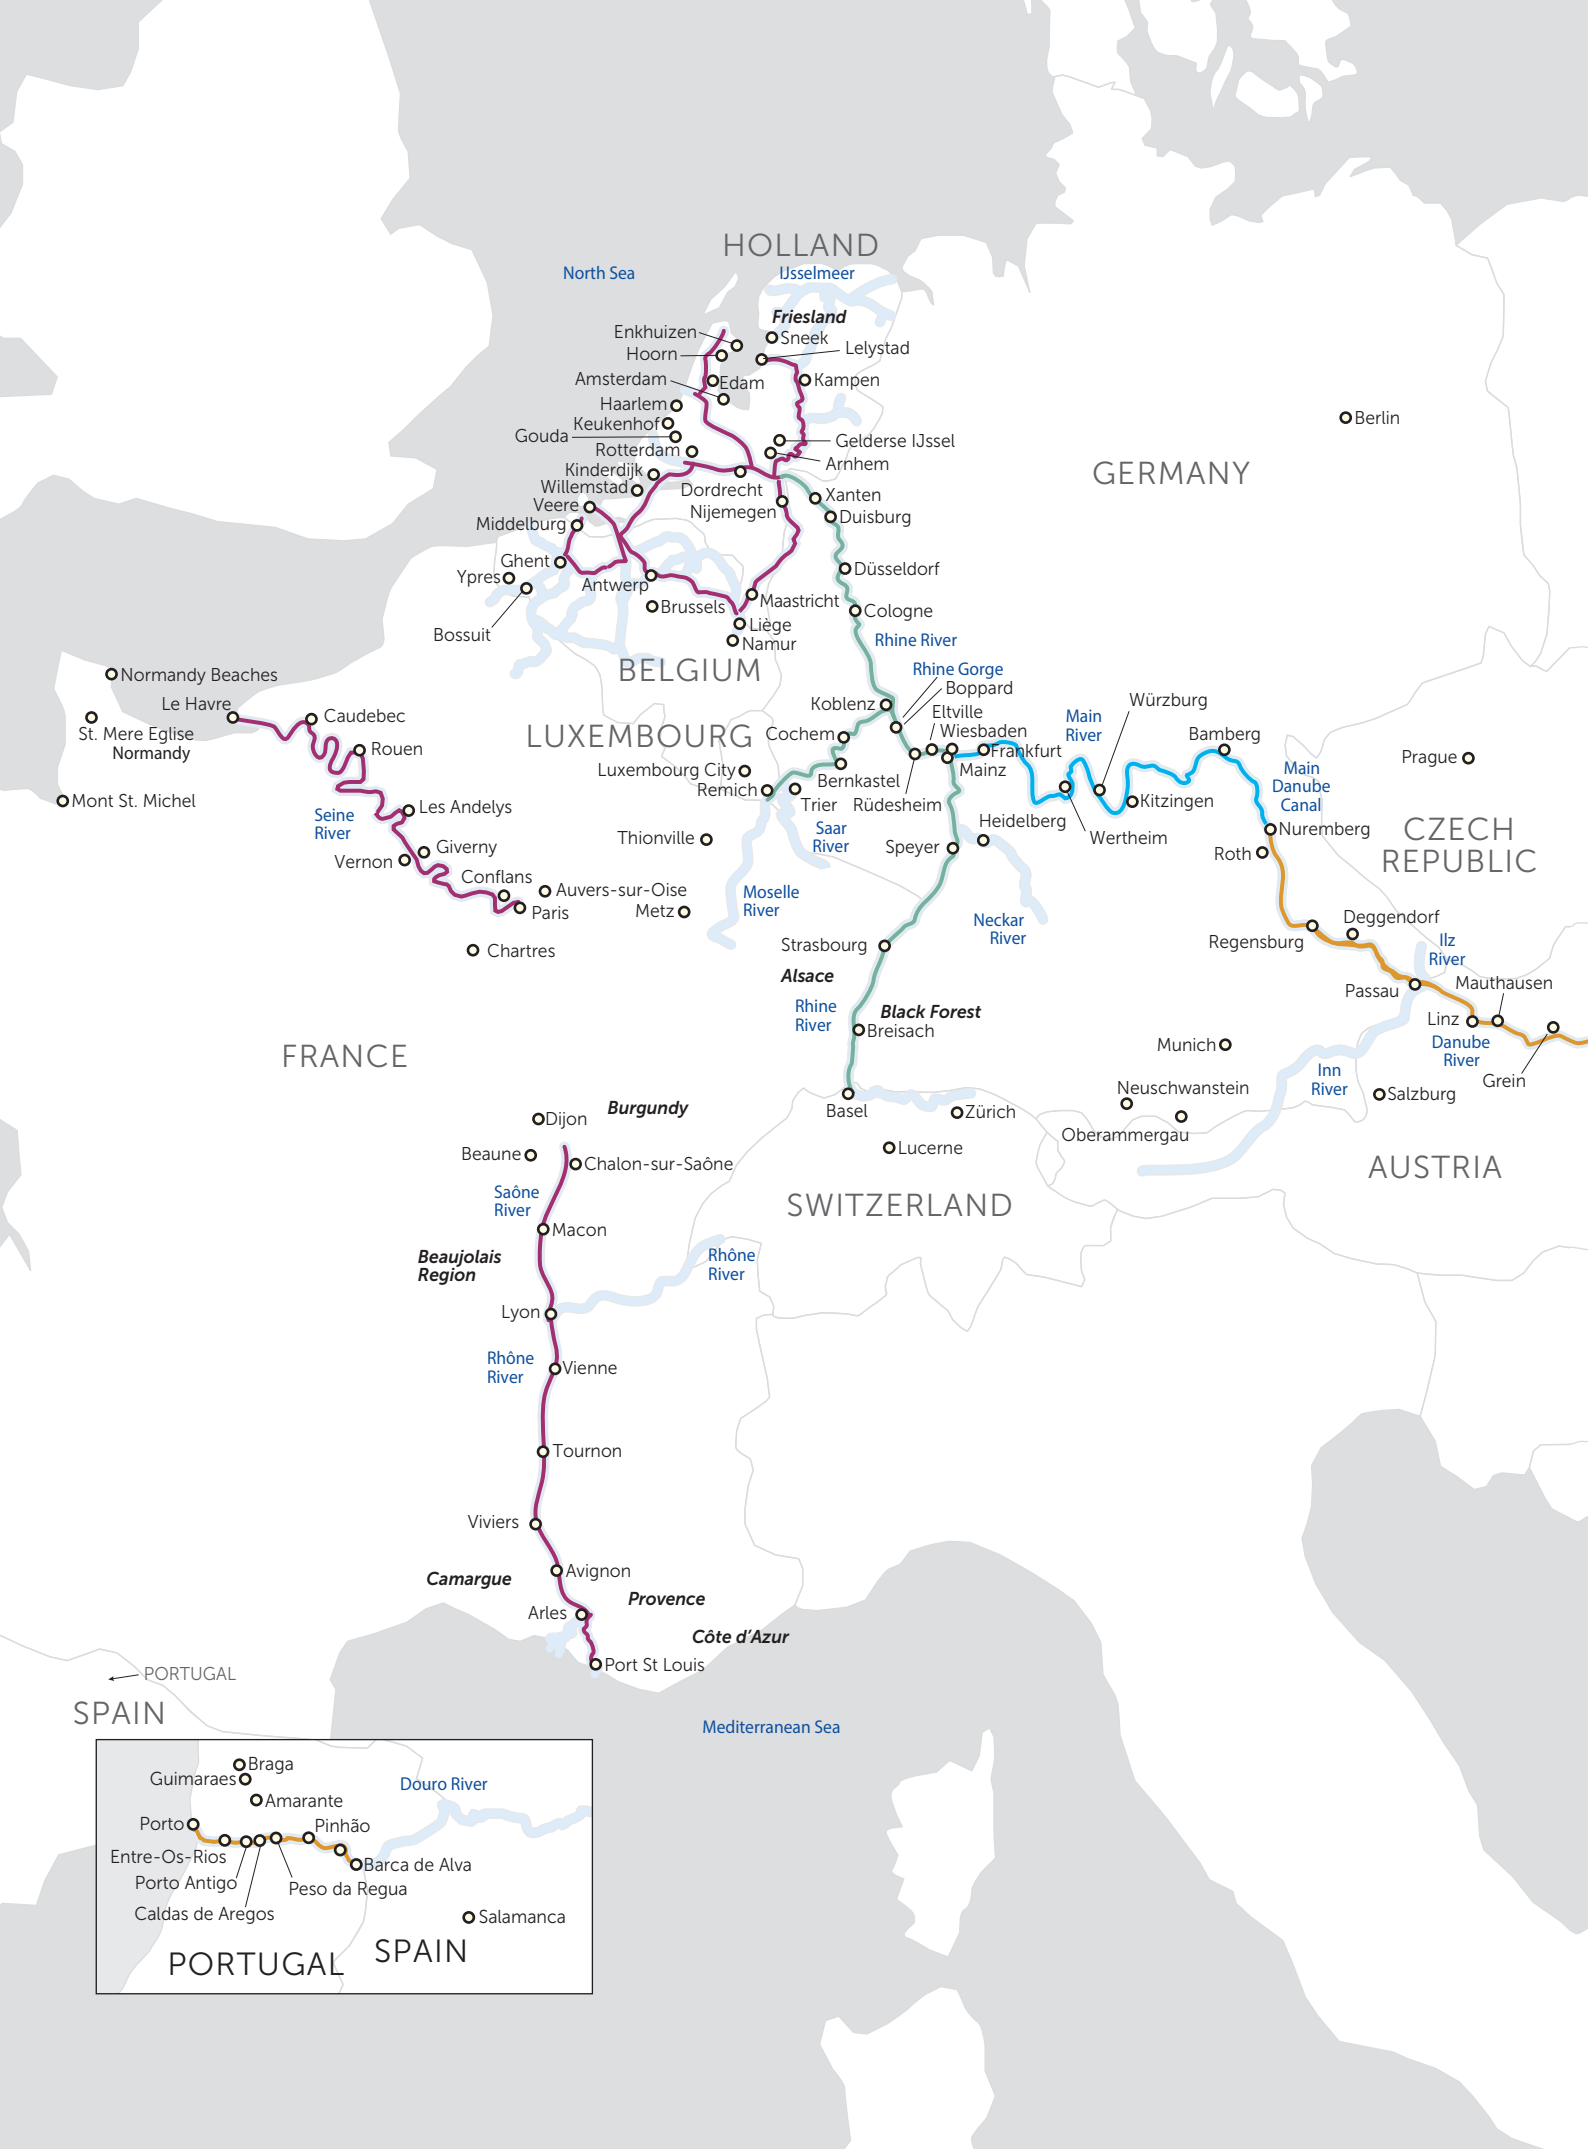 HOLLAND
North Sea
IJsselmeer
Friesland
Enkhuizen
Sneek
Hoorn
Lelystad
Amsterdam
Edam
Kampen
Haarlem
Keukenhof
Gouda
Gelderse IJssel
Rotterdam
Arnhem
Kinderdijk
Willemstad
Dordrecht
Veere
Nijemegen
Xanten
Middelburg
Duisburg
Berlin
GERMANY
Ghent
Ypres
Antwerp
Düsseldorf
Brussels
Maastricht
Cologne
Bossuit
Liège
Namur
Rhine River
BELGIUM
Rhine Gorge
Boppard
Normandy Beaches
Le Havre
St. Mere Eglise
Normandy
Caudebec
Rouen
Mont St. Michel
LUXEMBOURG
Koblenz
Eltville
Wiesbaden
Cochem
Frankfurt
Mainz
Main
River
Würzburg
Bamberg
Prague
Luxembourg City
Remich
Bernkastel
Trier
Rüdesheim
Kitzingen
Main
Danube
Canal
Seine
River
Les Andelys
Giverny
Vernon
Conflans
Auvers-sur-Oise
Paris
Chartres
Thionville
Metz
Saar
River
Moselle
River
Heidelberg
Speyer
Wertheim
Neckar
River
Nuremberg
Roth
CZECH
REPUBLIC
Deggendorf
Regensburg
Ilz
River
Passau
Mauthausen
Linz
Danube
River
Grein
Strasbourg
Alsace
Rhine
River
Black Forest
Breisach
FRANCE
Munich
Inn
River
Neuschwanstein
Salzburg
Oberammergau
Basel
Zürich
Lucerne
SWITZERLAND
AUSTRIA
Dijon
Burgundy
Beaune
Chalon-sur-Saône
Saône
River
Macon
Beaujolais
Region
Rhône
River
Lyon
Rhône
River
Vienne
Tournon
Viviers
Avignon
Camargue
Provence
Arles
Côte d'Azur
Port St Louis
PORTUGAL
SPAIN
Mediterranean Sea
Braga
Guimaraes
Douro River
Amarante
Porto
Pinhão
Entre-Os-Rios
Barca de Alva
Porto Antigo
Peso da Regua
Caldas de Aregos
Salamanca
PORTUGAL
SPAIN